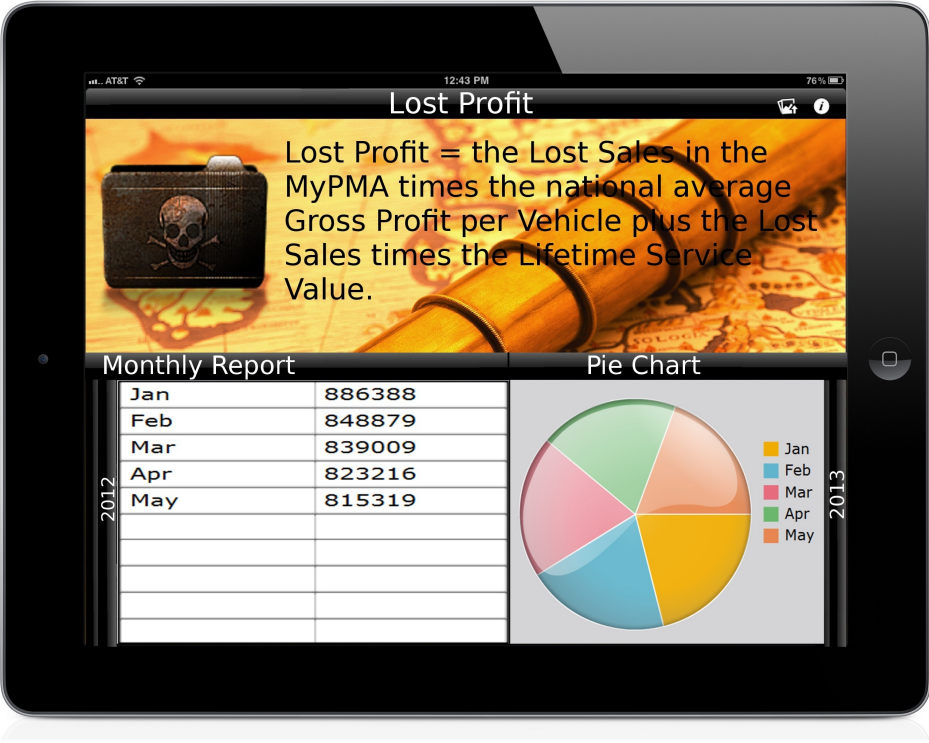 AT&T 12:43 PM 76%
Lost Profit
Lost Profit = the Lost Sales in the
MyPMA times the national average
Gross Profit per Vehicle plus the Lost
Sales times the Lifetime Service
Value.
Monthly Report
Pie Chart
2012
Jan 886388
Feb 848879
Mar 839009
Apr 823216
May 815319
Jan
Feb
Mar
Apr
May
2013